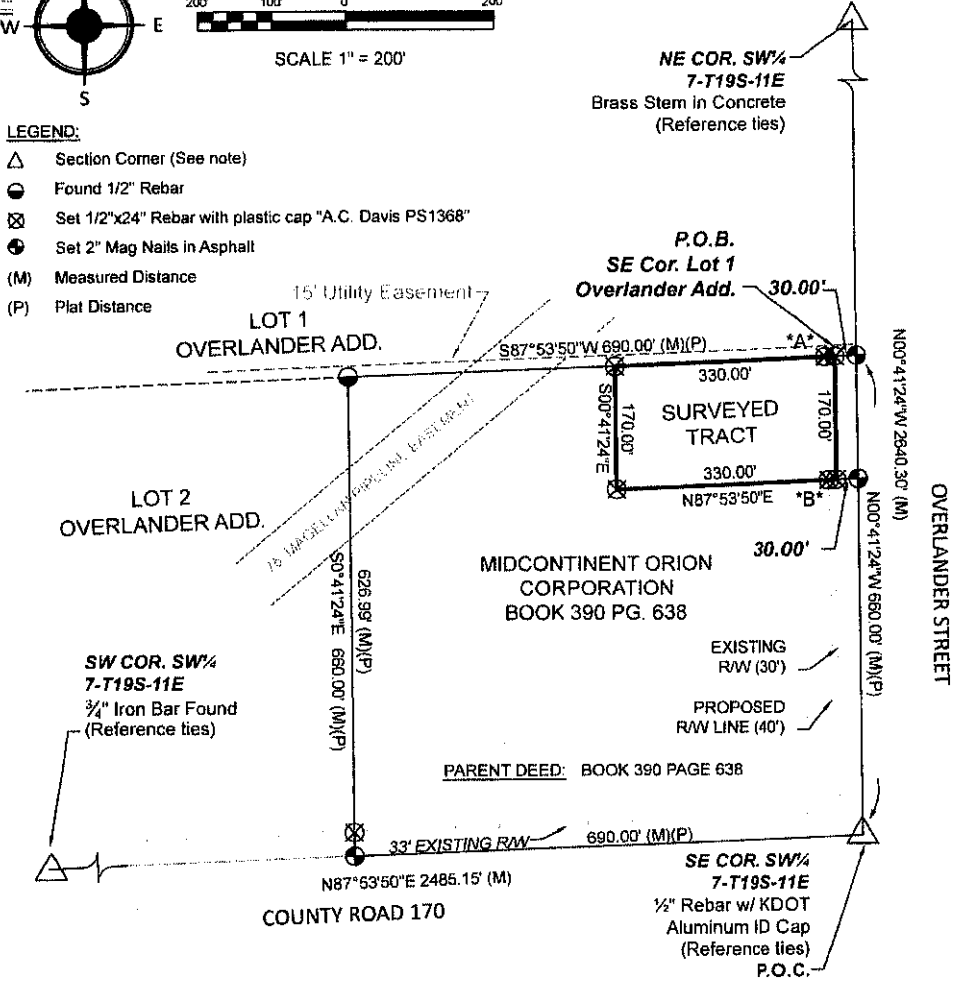 200' 100' 0 200'
W E
S
SCALE 1" = 200'
NE COR. SW¼
7-T19S-11E
Brass Stem in Concrete
(Reference ties)
LEGEND:
Section Corner (See note)
Found 1/2" Rebar
Set 1/2"x24" Rebar with plastic cap "A.C. Davis PS1368"
Set 2" Mag Nails in Asphalt
(M) Measured Distance
(P) Plat Distance
P.O.B.
SE Cor. Lot 1
Overlander Add.
30.00'
15' Utility Easement
LOT 1
OVERLANDER ADD.
S87°53'50"W 690.00' (M)(P)
*A*
330.00'
S00°41'24"E
170.00'
SURVEYED
TRACT
170.00'
330.00'
N87°53'50"E
*B*
N00°41'24"W 2640.30' (M)
OVERLANDER STREET
LOT 2
OVERLANDER ADD.
MAGELLAN PIPELINE EASEMENT
30.00'
MIDCONTINENT ORION
CORPORATION
BOOK 390 PG. 638
N00°41'24"W 660.00' (M)(P)
626.99' (M)(P)
S0°41'24"E 660.00' (M)(P)
EXISTING
R/W (30')
PROPOSED
R/W LINE (40')
SW COR. SW¼
7-T19S-11E
¾" Iron Bar Found
(Reference ties)
PARENT DEED: BOOK 390 PAGE 638
33' EXISTING R/W
690.00' (M)(P)
N87°53'50"E 2485.15' (M)
COUNTY ROAD 170
SE COR. SW¼
7-T19S-11E
½" Rebar w/ KDOT
Aluminum ID Cap
(Reference ties)
P.O.C.